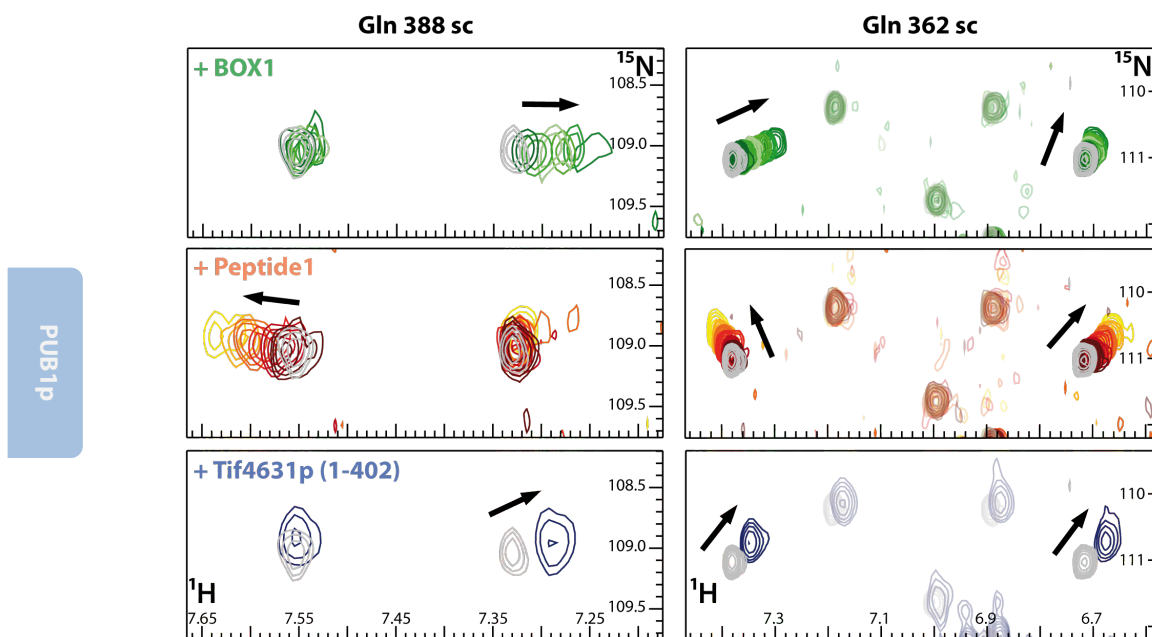 Gln 388 sc
Gln 362 sc
+ BOX1
15N
108.5
109.0
109.5
15N
110
111
+ Peptide1
108.5
109.0
109.5
110
111
PUB1p
+ Tif4631p (1-402)
108.5
109.0
109.5
1H
7.65 7.55 7.45 7.35 7.25
110
111
1H
7.3 7.1 6.9 6.7